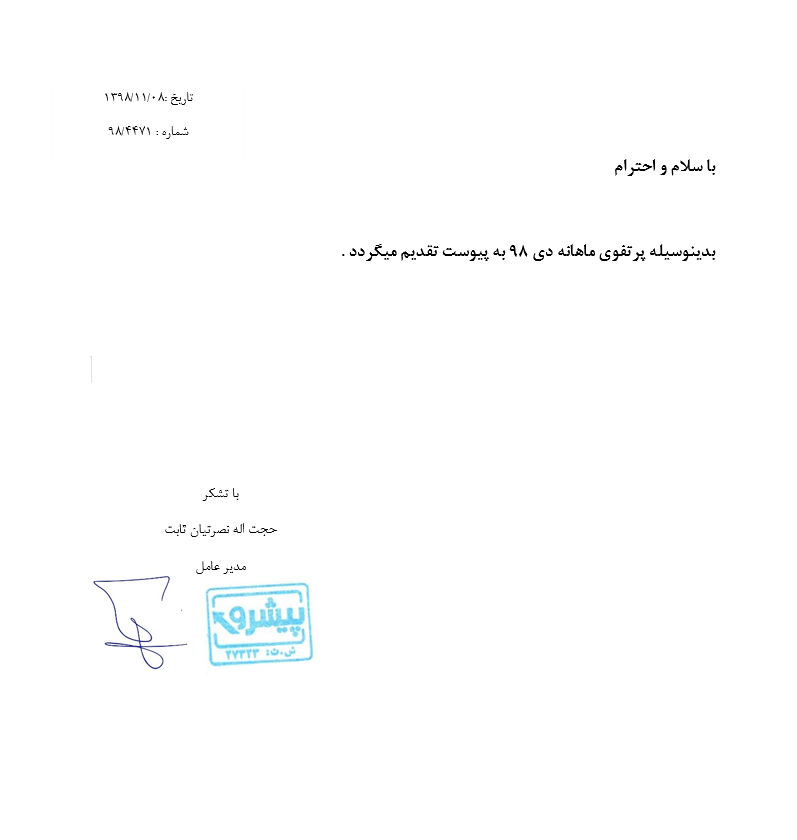 تاریخ :۱۳۹۸/۱۱/۰۸
شماره : ۹۸/۴۴۷۱
با سلام و احترام
بدینوسیله پرتفوی ماهانه دی ۹۸ به پیوست تقدیم میگردد .
با تشکر
حجت اله نصرتیان ثابت
مدیر عامل
پیشرو
ش.ت: ۲۷۳۲۳